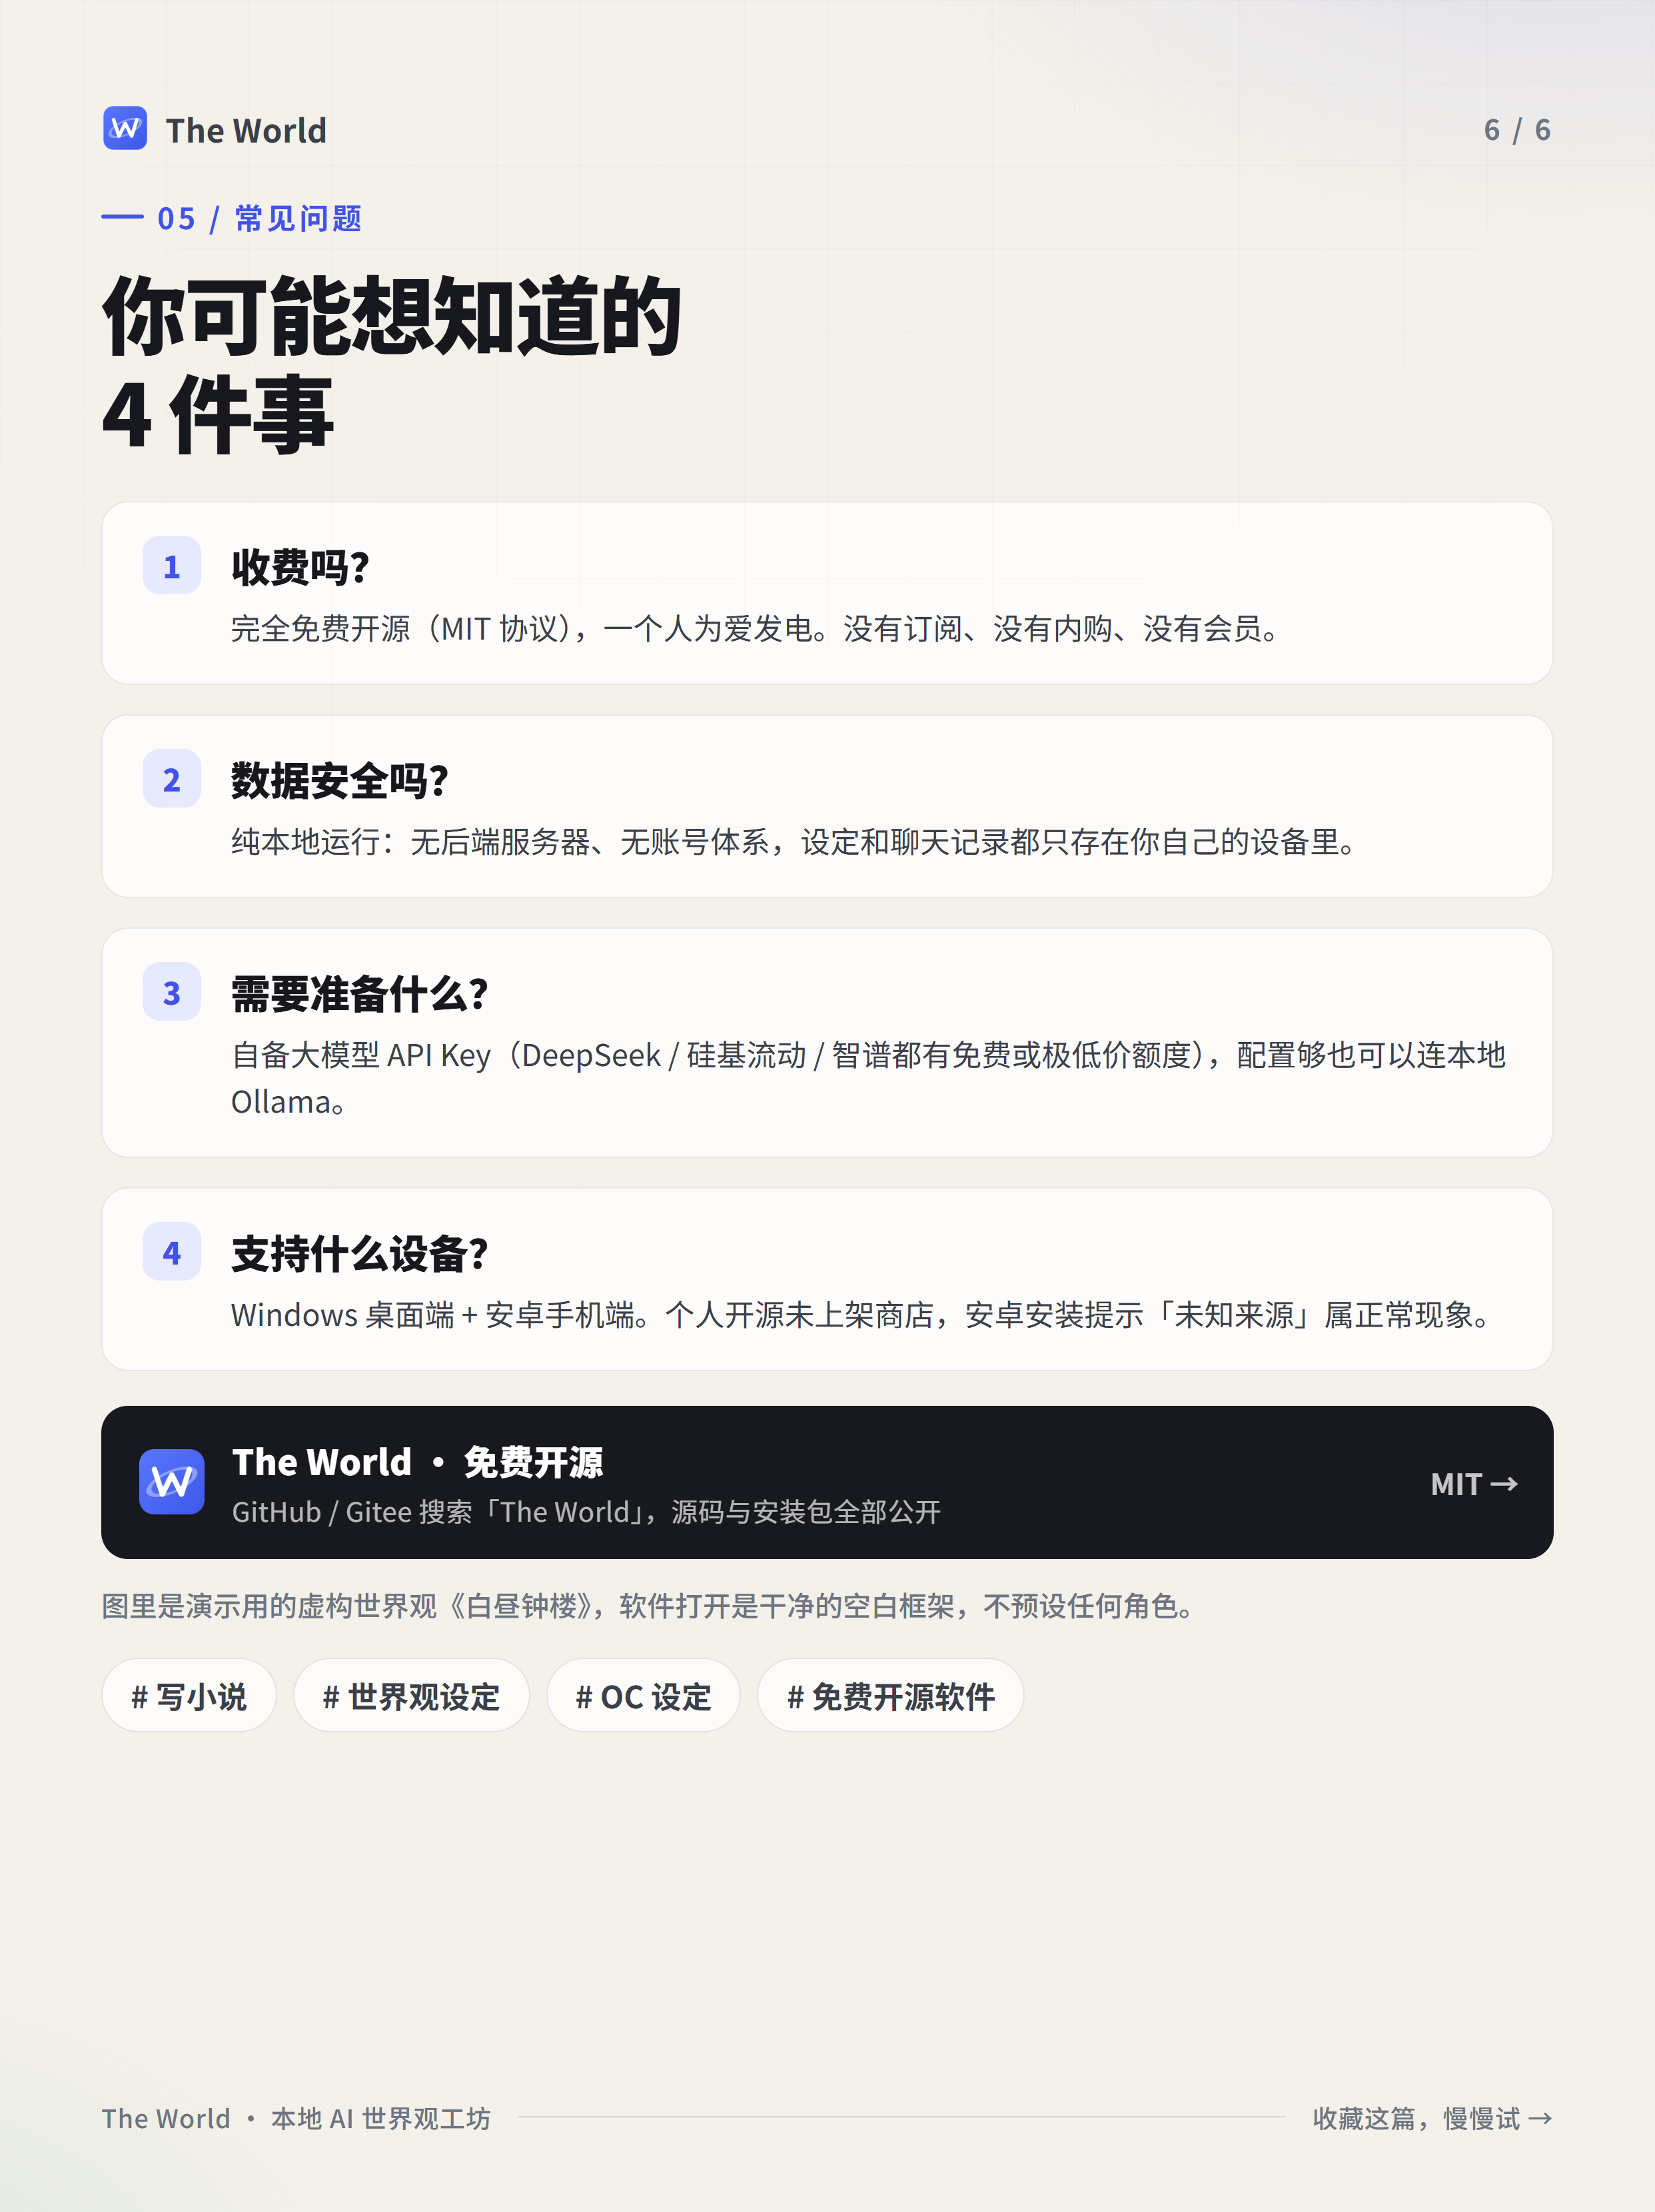 The World
6 / 6
05 / 常见问题
你可能想知道的
4 件事
1
收费吗？
完全免费开源（MIT 协议），一个人为爱发电。没有订阅、没有内购、没有会员。
2
数据安全吗？
纯本地运行：无后端服务器、无账号体系，设定和聊天记录都只存在你自己的设备里。
3
需要准备什么？
自备大模型 API Key（DeepSeek / 硅基流动 / 智谱都有免费或极低价额度），配置够也可以连本地
Ollama。
4
支持什么设备？
Windows 桌面端 + 安卓手机端。个人开源未上架商店，安卓安装提示「未知来源」属正常现象。
W
The World · 免费开源
GitHub / Gitee 搜索「The World」，源码与安装包全部公开
MIT →
图里是演示用的虚构世界观《白昼钟楼》，软件打开是干净的空白框架，不预设任何角色。
# 写小说
# 世界观设定
# OC 设定
# 免费开源软件
The World · 本地 AI 世界观工坊
收藏这篇，慢慢试 →